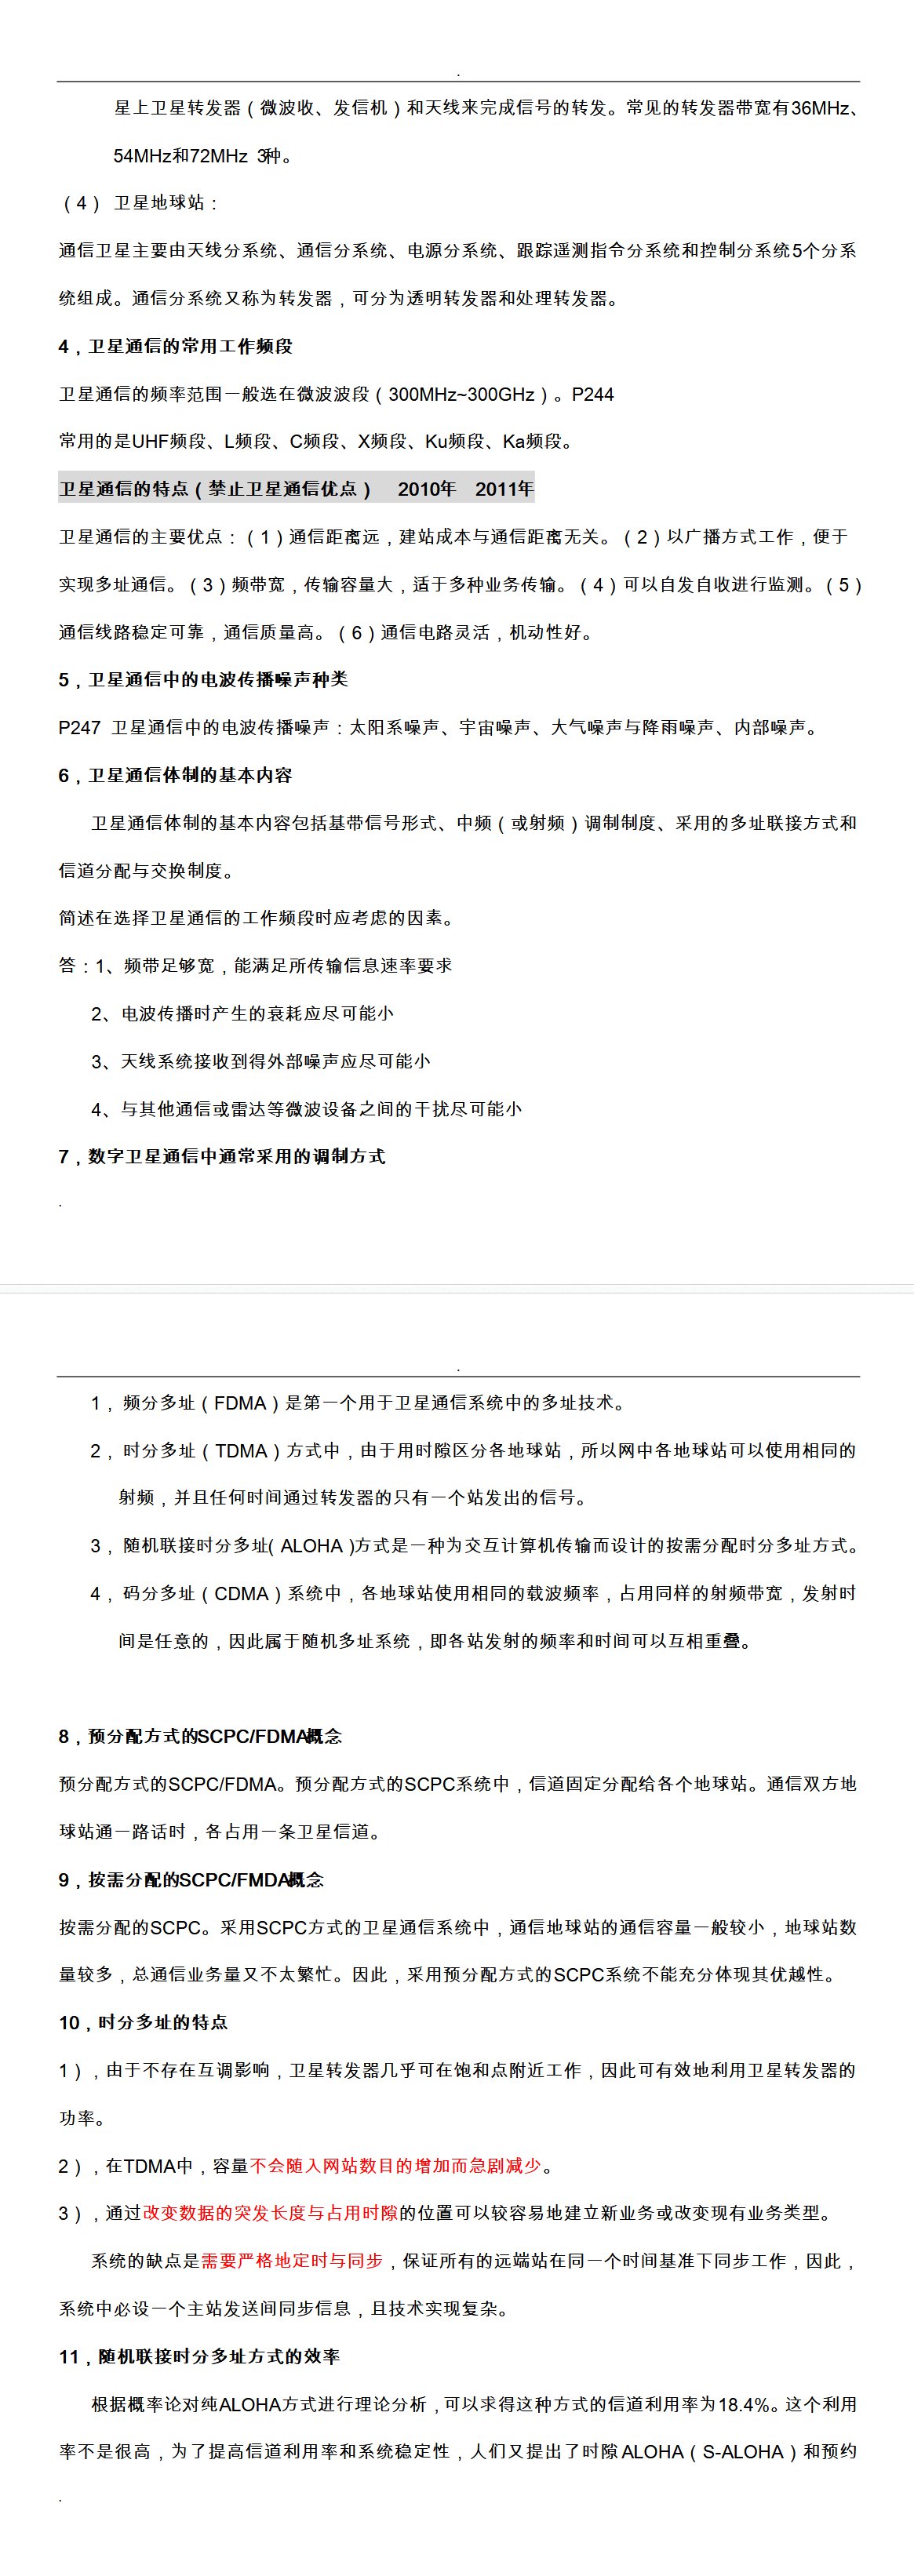 .
星上卫星转发器（微波收、发信机）和天线来完成信号的转发。常见的转发器带宽有36MHz、
54MHz和72MHz 3种。
（4） 卫星地球站：
通信卫星主要由天线分系统、通信分系统、电源分系统、跟踪遥测指令分系统和控制分系统5个分系
统组成。通信分系统又称为转发器，可分为透明转发器和处理转发器。
4，卫星通信的常用工作频段
卫星通信的频率范围一般选在微波波段（300MHz~300GHz）。P244
常用的是UHF频段、L频段、C频段、X频段、Ku频段、Ka频段。
卫星通信的特点（禁止卫星通信优点） 2010年 2011年
卫星通信的主要优点：（1）通信距离远，建站成本与通信距离无关。（2）以广播方式工作，便于
实现多址通信。（3）频带宽，传输容量大，适于多种业务传输。（4）可以自发自收进行监测。（5）
通信线路稳定可靠，通信质量高。（6）通信电路灵活，机动性好。
5，卫星通信中的电波传播噪声种类
P247 卫星通信中的电波传播噪声：太阳系噪声、宇宙噪声、大气噪声与降雨噪声、内部噪声。
6，卫星通信体制的基本内容
卫星通信体制的基本内容包括基带信号形式、中频（或射频）调制制度、采用的多址联接方式和
信道分配与交换制度。
简述在选择卫星通信的工作频段时应考虑的因素。
答：1、频带足够宽，能满足所传输信息速率要求
2、电波传播时产生的衰耗应尽可能小
3、天线系统接收到得外部噪声应尽可能小
4、与其他通信或雷达等微波设备之间的干扰尽可能小
7，数字卫星通信中通常采用的调制方式
.
.
1， 频分多址（FDMA）是第一个用于卫星通信系统中的多址技术。
2， 时分多址（TDMA）方式中，由于用时隙区分各地球站，所以网中各地球站可以使用相同的
射频，并且任何时间通过转发器的只有一个站发出的信号。
3， 随机联接时分多址（ALOHA）方式是一种为交互计算机传输而设计的按需分配时分多址方式。
4， 码分多址（CDMA）系统中，各地球站使用相同的载波频率，占用同样的射频带宽，发射时
间是任意的，因此属于随机多址系统，即各站发射的频率和时间可以互相重叠。
8，预分配方式的SCPC/FDMA概念
预分配方式的SCPC/FDMA。预分配方式的SCPC系统中，信道固定分配给各个地球站。通信双方地
球站通一路话时，各占用一条卫星信道。
9，按需分配的SCPC/FMDA概念
按需分配的SCPC。采用SCPC方式的卫星通信系统中，通信地球站的通信容量一般较小，地球站数
量较多，总通信业务量又不太繁忙。因此，采用预分配方式的SCPC系统不能充分体现其优越性。
10，时分多址的特点
1），由于不存在互调影响，卫星转发器几乎可在饱和点附近工作，因此可有效地利用卫星转发器的
功率。
2），在TDMA中，容量不会随入网站数目的增加而急剧减少。
3），通过改变数据的突发长度与占用时隙的位置可以较容易地建立新业务或改变现有业务类型。
系统的缺点是需要严格地定时与同步，保证所有的远端站在同一个时间基准下同步工作，因此，
系统中必设一个主站发送间同步信息，且技术实现复杂。
11，随机联接时分多址方式的效率
根据概率论对纯ALOHA方式进行理论分析，可以求得这种方式的信道利用率为18.4%。这个利用
率不是很高，为了提高信道利用率和系统稳定性，人们又提出了时隙ALOHA（S-ALOHA）和预约
.